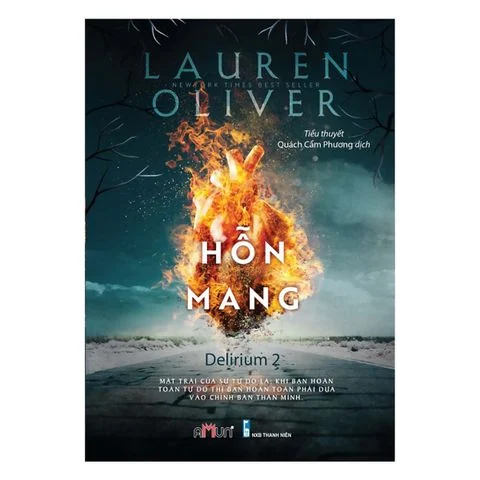 LAUREN
NEW YORK TIMES BEST SELLER
OLIVER
Tiểu thuyết
Quách Cẩm Phương dịch
HỖN
MANG
Delirium 2
MẶT TRÁI CỦA SỰ TỰ DO LÀ: KHI BẠN HOÀN
TOÀN TỰ DO THÌ BẠN HOÀN TOÀN PHẢI DỰA
VÀO CHÍNH BẢN THÂN MÌNH.
AMUN
NXB THANH NIÊN